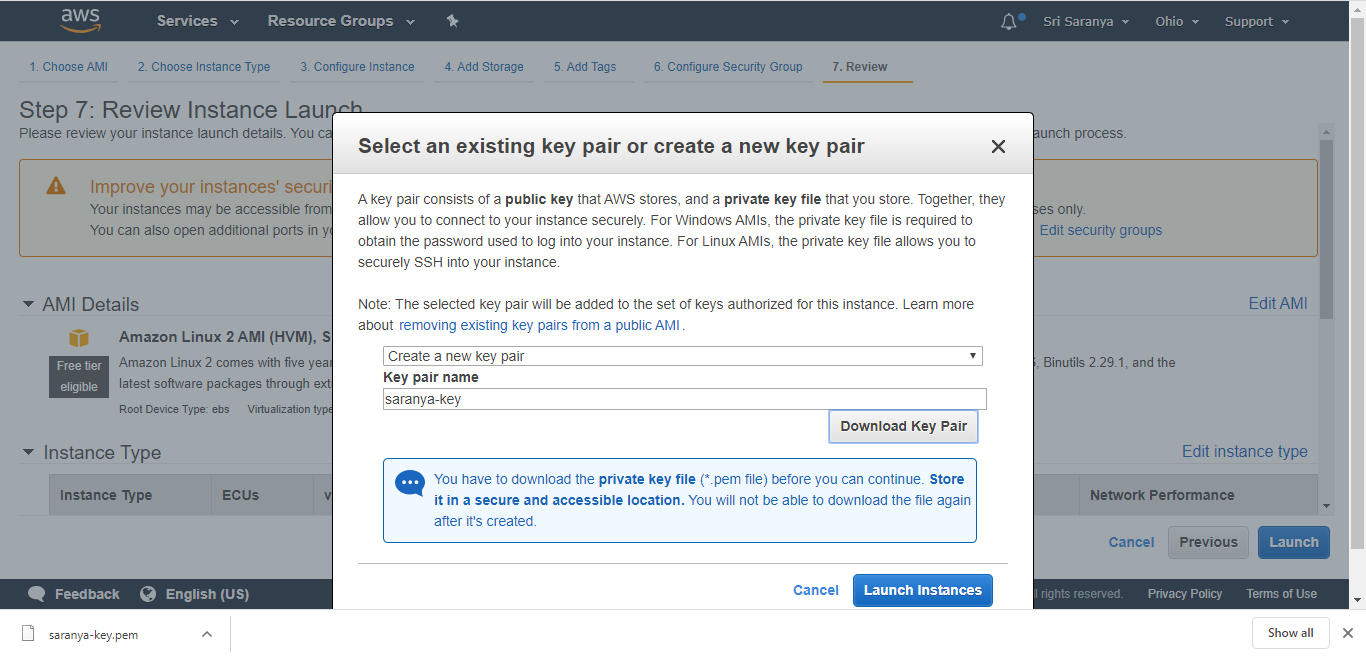 aws
Services
Resource Groups
Sri Saranya
Ohio
Support
1. Choose AMI
2. Choose Instance Type
3. Configure Instance
4. Add Storage
5. Add Tags
6. Configure Security Group
7. Review
Step 7: Review Instance Launch
Please review your instance launch details. You ca
aunch process.
Improve your instances' securi
Your instances may be accessible from
ses only.
You can also open additional ports in yo
Edit security groups
AMI Details
Edit AMI
Amazon Linux 2 AMI (HVM), S
Free tier
eligible
Amazon Linux 2 comes with five year
, Binutils 2.29.1, and the
latest software packages through ext
Root Device Type: ebs
Virtualization type
Instance Type
Edit instance type
Instance Type
ECUs
v
Network Performance
Select an existing key pair or create a new key pair
A key pair consists of a public key that AWS stores, and a private key file that you store. Together, they
allow you to connect to your instance securely. For Windows AMIs, the private key file is required to
obtain the password used to log into your instance. For Linux AMIs, the private key file allows you to
securely SSH into your instance.
Note: The selected key pair will be added to the set of keys authorized for this instance. Learn more
about removing existing key pairs from a public AMI .
Create a new key pair
Key pair name
saranya-key
Download Key Pair
You have to download the private key file (*.pem file) before you can continue. Store
it in a secure and accessible location. You will not be able to download the file again
after it's created.
Cancel
Launch Instances
Cancel
Previous
Launch
Feedback
English (US)
rights reserved.
Privacy Policy
Terms of Use
saranya-key.pem
Show all